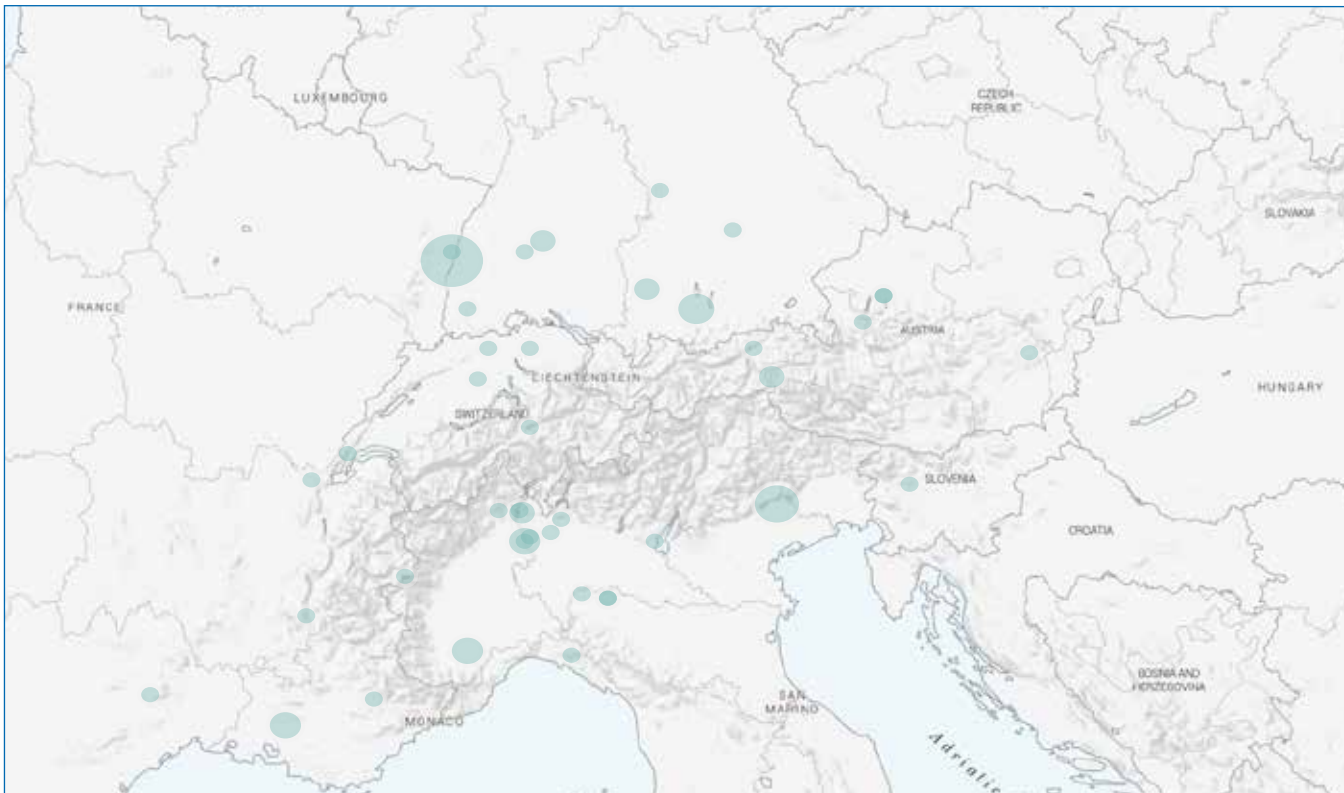 LUXEMBOURG
CZECH
REPUBLIC
SLOVAKIA
FRANCE
AUSTRIA
LIECHTENSTEIN
HUNGARY
SWITZERLAND
SLOVENIA
CROATIA
BOSNIA AND
HERZEGOVINA
SAN
MARINO
MONACO
Adriatic